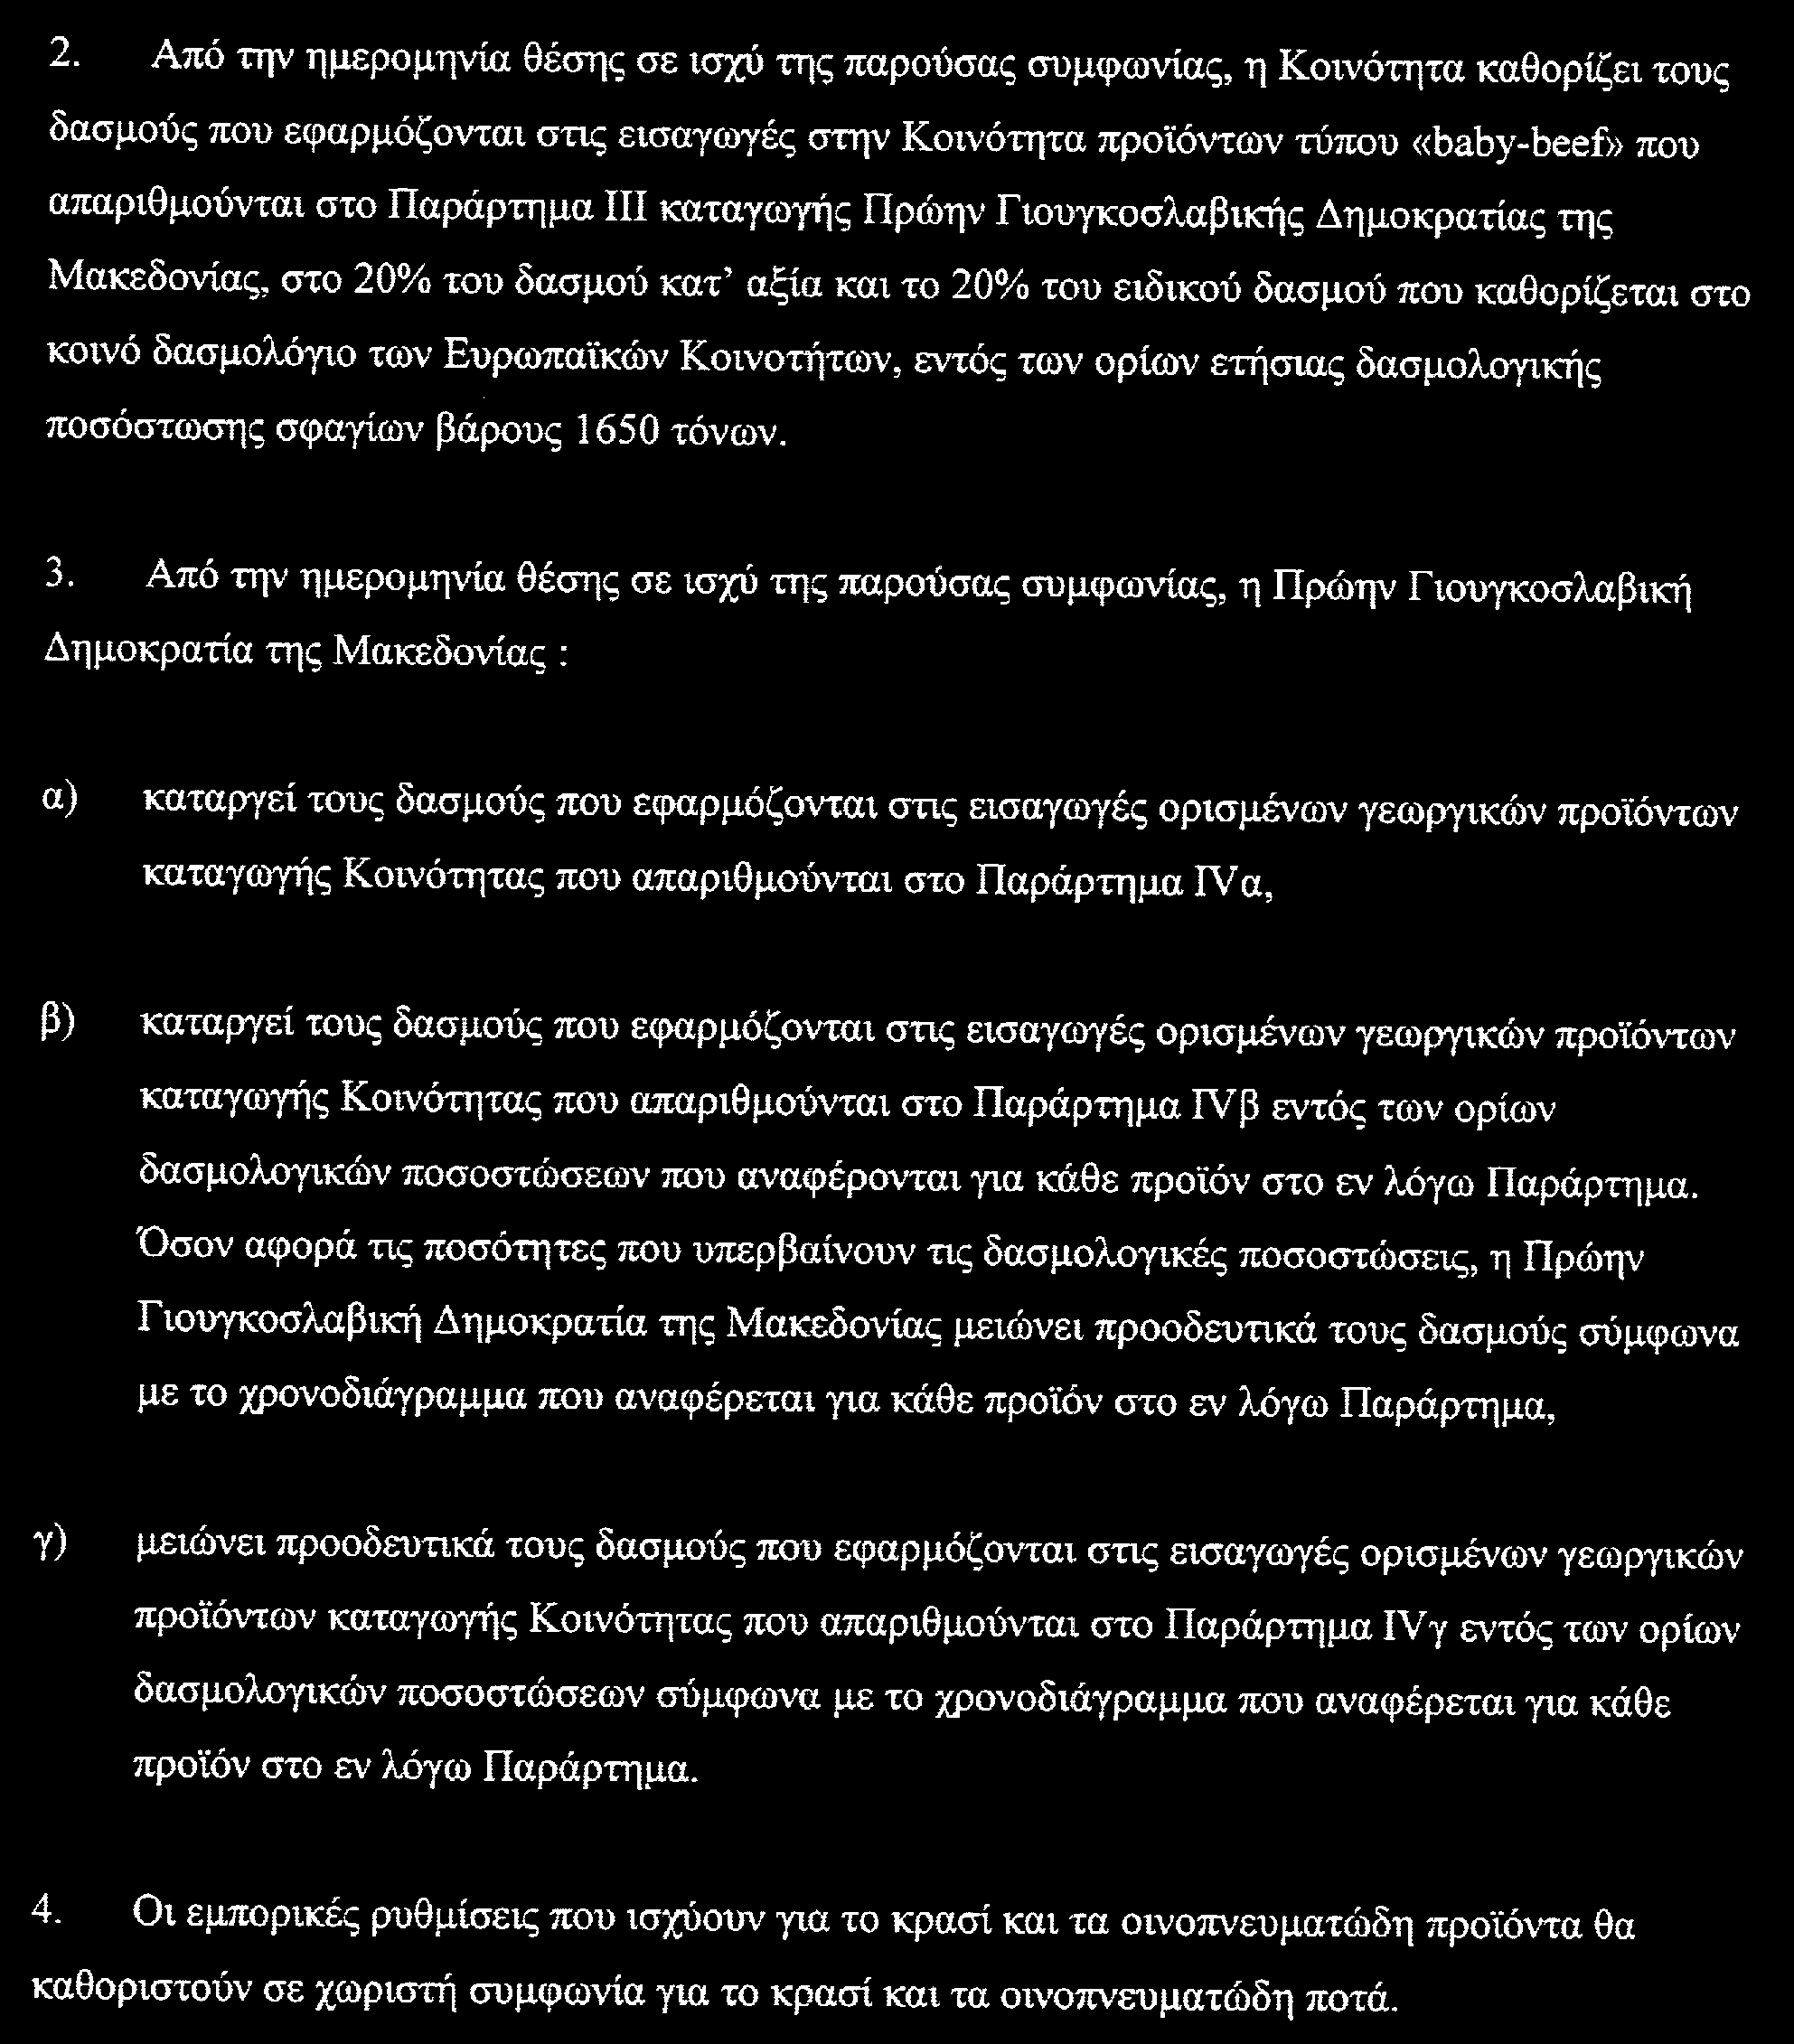 2. Από την ημερομηνία θέσης σε ισχύ της παρούσας συμφωνίας, η Κοινότητα καθορίζει τους
δασμούς που εφαρμόζονται στις εισαγωγές στην Κοινότητα προϊόντων τύπου «baby-beef» που
απαριθμούνται στο Παράρτημα III καταγωγής Πρώην Γιουγκοσλαβικής Δημοκρατίας της
Μακεδονίας, στο 20% του δασμού κατ’ αξία και το 20% του ειδικού δασμού που καθορίζεται στο
κοινό δασμολόγιο των Ευρωπαϊκών Κοινοτήτων, εντός των ορίων ετήσιας δασμολογικής
ποσόστωσης σφαγίων βάρους 1650 τόνων.
3. Από την ημερομηνία θέσης σε ισχύ της παρούσας συμφωνίας, η Πρώην Γιουγκοσλαβική
Δημοκρατία της Μακεδονίας :
α) καταργεί τους δασμούς που εφαρμόζονται στις εισαγωγές ορισμένων γεωργικών προϊόντων
καταγωγής Κοινότητας που απαριθμούνται στο Παράρτημα IVα,
β) καταργεί τους δασμούς που εφαρμόζονται στις εισαγωγές ορισμένων γεωργικών προϊόντων
καταγωγής Κοινότητας που απαριθμούνται στο Παράρτημα IVβ εντός των ορίων
δασμολογικών ποσοστώσεων που αναφέρονται για κάθε προϊόν στο εν λόγω Παράρτημα.
Όσον αφορά τις ποσότητες που υπερβαίνουν τις δασμολογικές ποσοστώσεις, η Πρώην
Γιουγκοσλαβική Δημοκρατία της Μακεδονίας μειώνει προοδευτικά τους δασμούς σύμφωνα
με το χρονοδιάγραμμα που αναφέρεται για κάθε προϊόν στο εν λόγω Παράρτημα,
γ) μειώνει προοδευτικά τους δασμούς που εφαρμόζονται στις εισαγωγές ορισμένων γεωργικών
προϊόντων καταγωγής Κοινότητας που απαριθμούνται στο Παράρτημα IVγ εντός των ορίων
δασμολογικών ποσοστώσεων σύμφωνα με το χρονοδιάγραμμα που αναφέρεται για κάθε
προϊόν στο εν λόγω Παράρτημα.
4. Οι εμπορικές ρυθμίσεις που ισχύουν για το κρασί και τα οινοπνευματώδη προϊόντα θα
καθοριστούν σε χωριστή συμφωνία για το κρασί και τα οινοπνευματώδη ποτά.